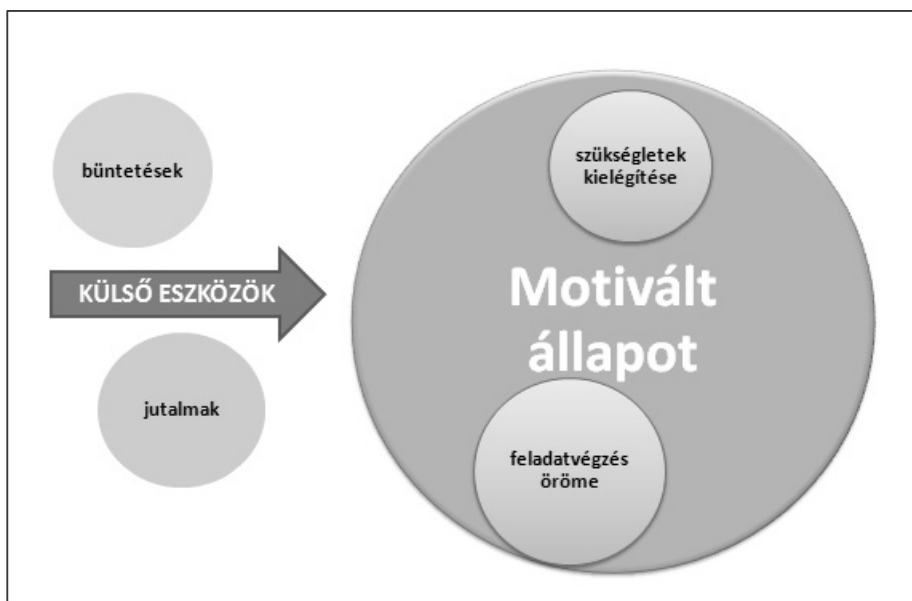 büntetések
KÜLSŐ ESZKÖZÖK
jutalmak
szükségletek
kielégítése
Motivált
állapot
feladatvégzés
öröme